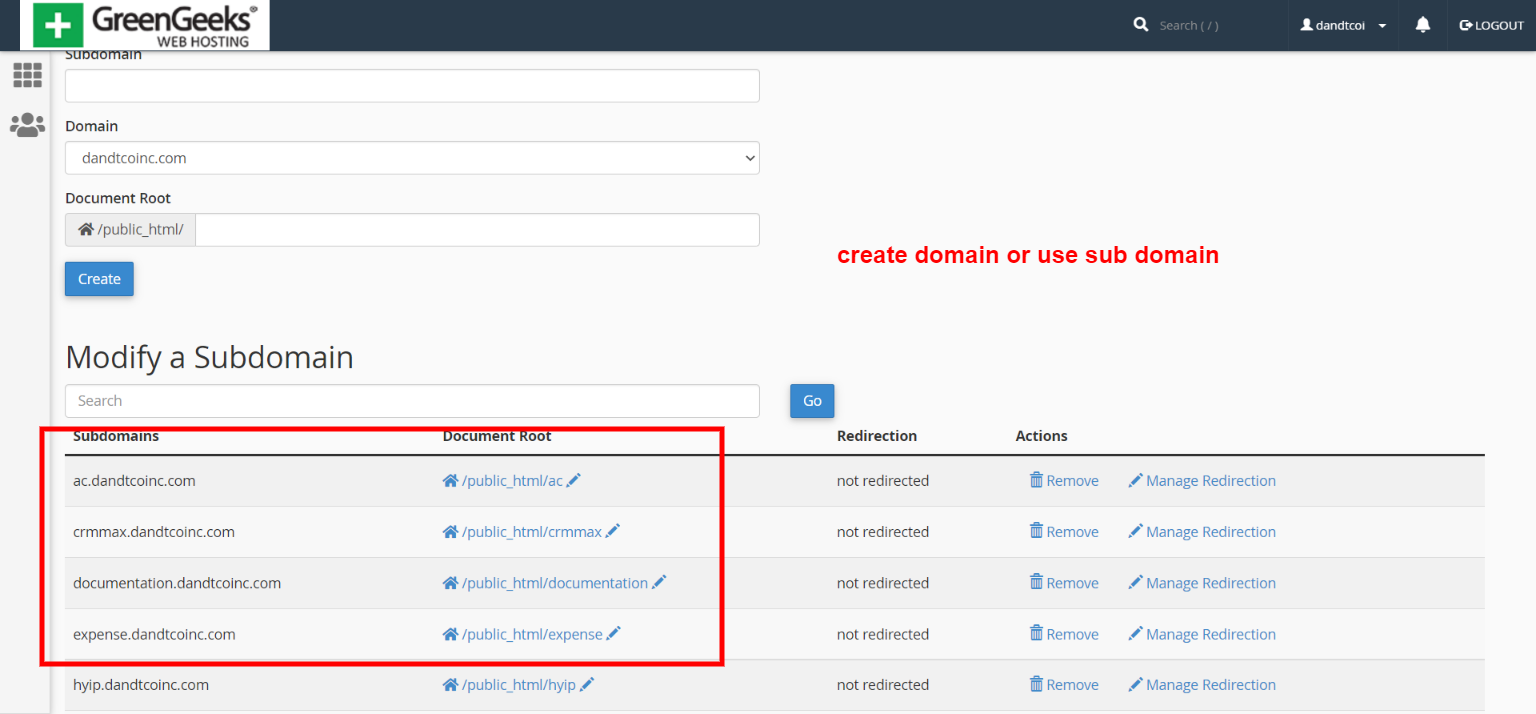 GreenGeeks®
WEB HOSTING
Search ( / )
dandtcoi
LOGOUT
Subdomain
Domain
dandtcoinc.com
Document Root
/public_html/
create domain or use sub domain
Create
Modify a Subdomain
Search
Go
Subdomains Document Root Redirection Actions
ac.dandtcoinc.com /public_html/ac not redirected Remove Manage Redirection
crmmax.dandtcoinc.com /public_html/crmmax not redirected Remove Manage Redirection
documentation.dandtcoinc.com /public_html/documentation not redirected Remove Manage Redirection
expense.dandtcoinc.com /public_html/expense not redirected Remove Manage Redirection
hyip.dandtcoinc.com /public_html/hyip not redirected Remove Manage Redirection